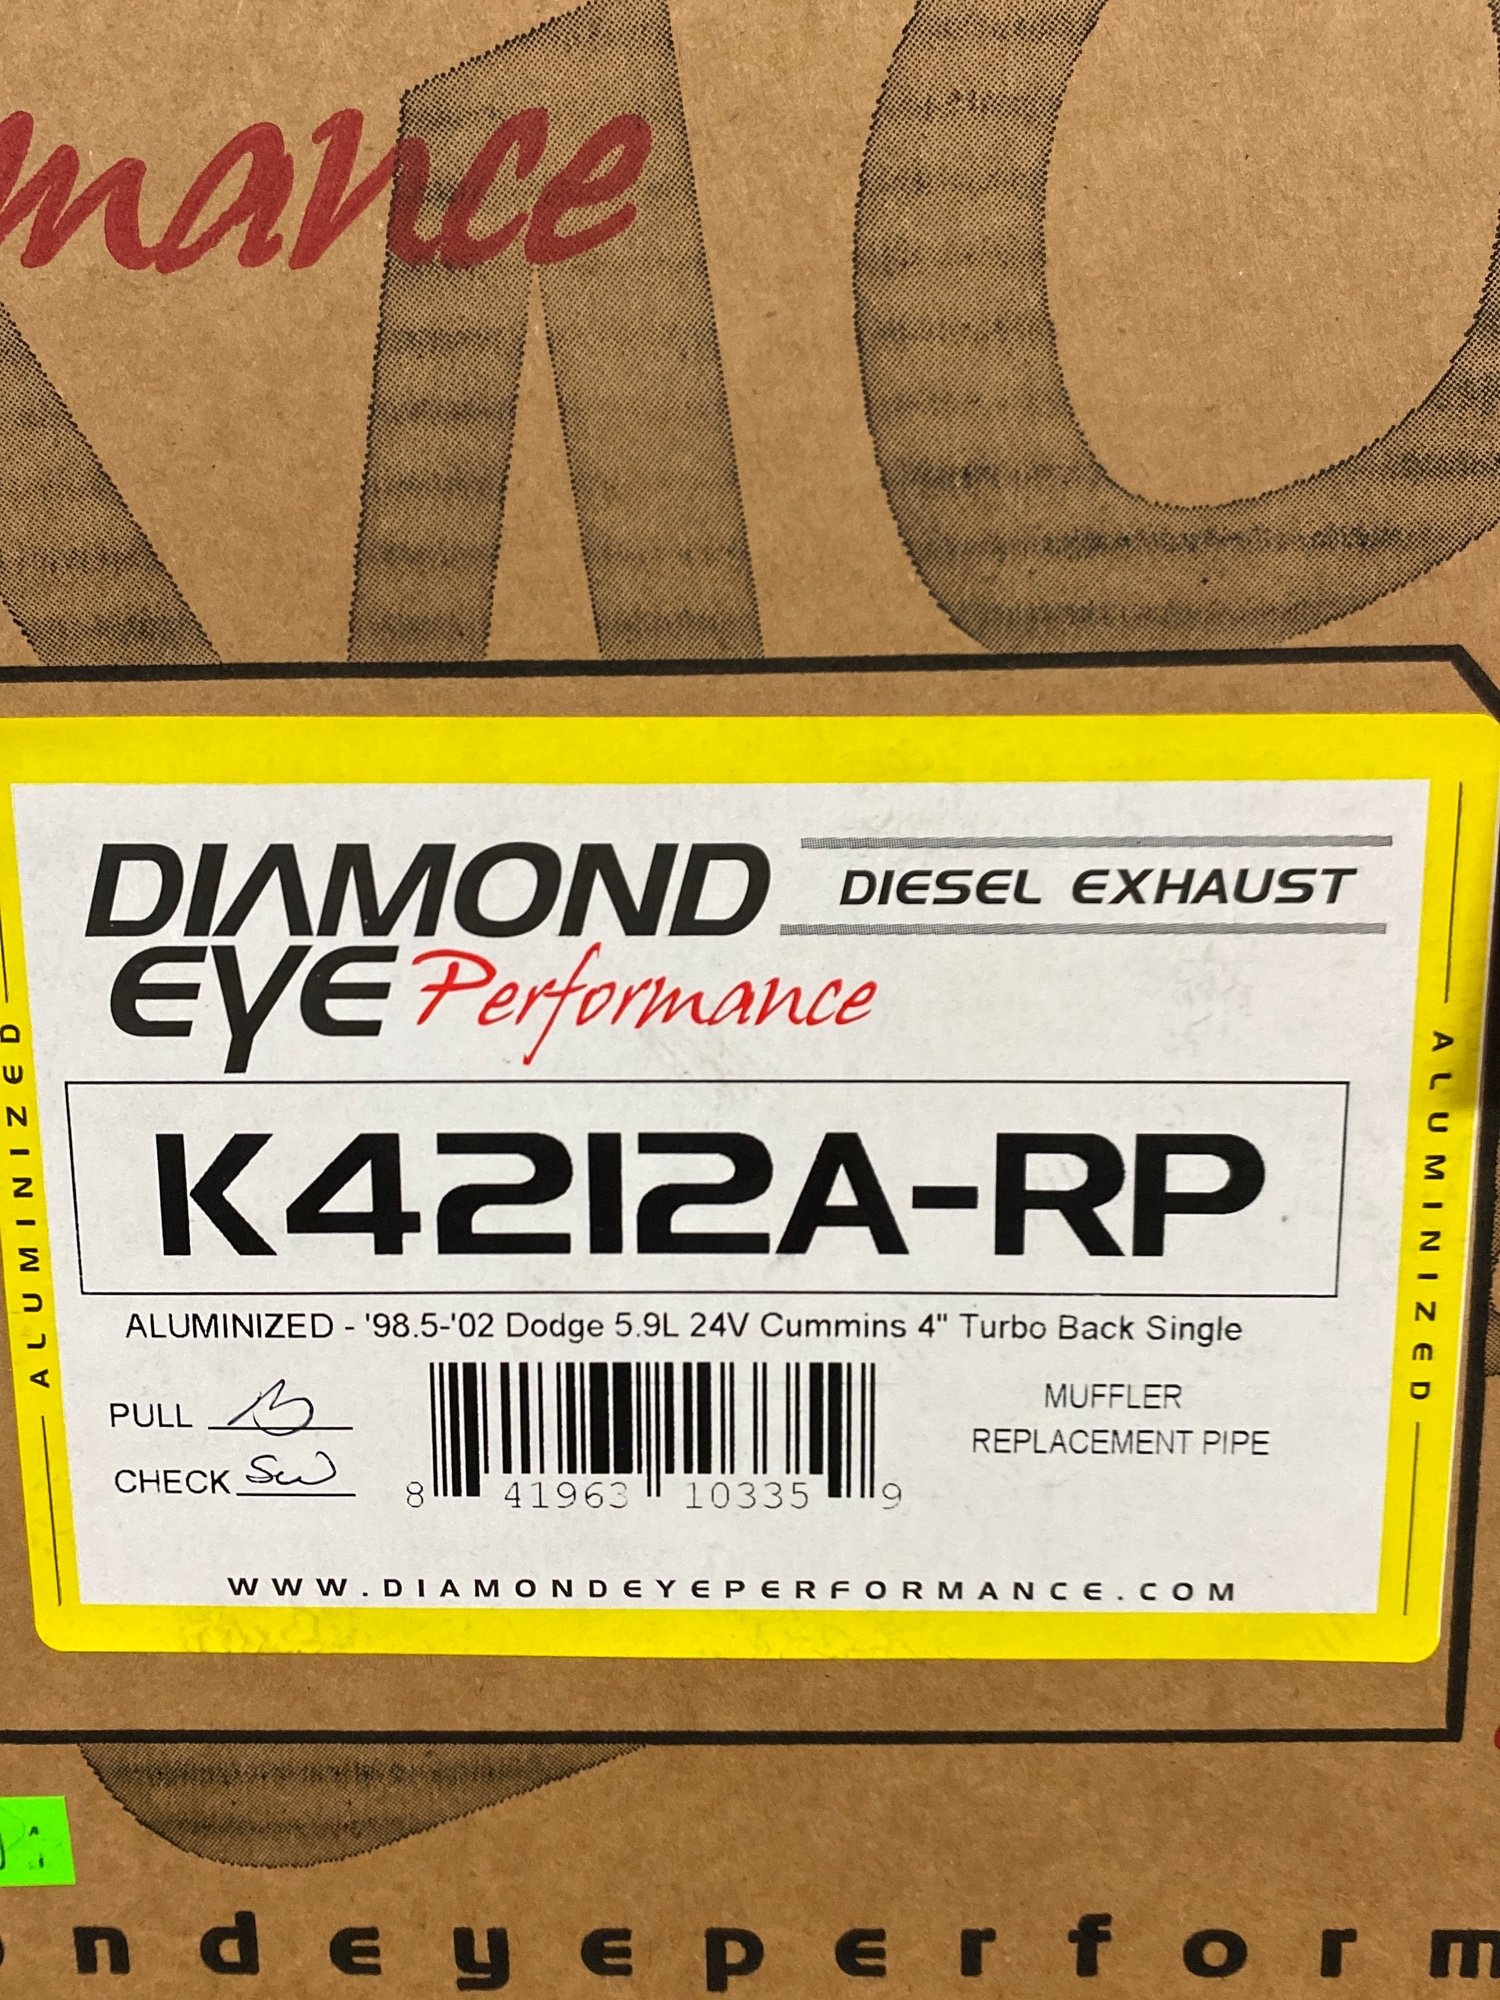 mance
DIAMOND
EYE Performance
DIESEL EXHAUST
K4212A-RP
ALUMINIZED - '98.5-'02 Dodge 5.9L 24V Cummins 4" Turbo Back Single
PULL
CHECK SW
8 41963 10335 9
MUFFLER
REPLACEMENT PIPE
WWW.DIAMONDEYEPERFORMANCE.COM
ALUMINIZED
ALUMINIZED
ndeyeperform